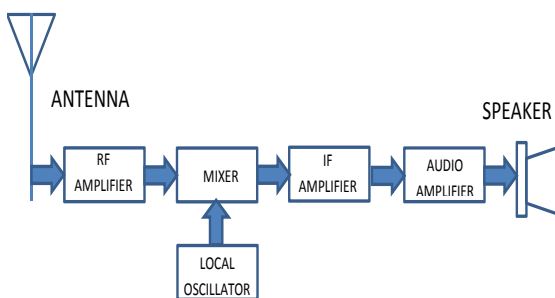 ANTENNA
SPEAKER
RF
AMPLIFIER
MIXER
IF
AMPLIFIER
AUDIO
AMPLIFIER
LOCAL
OSCILLATOR